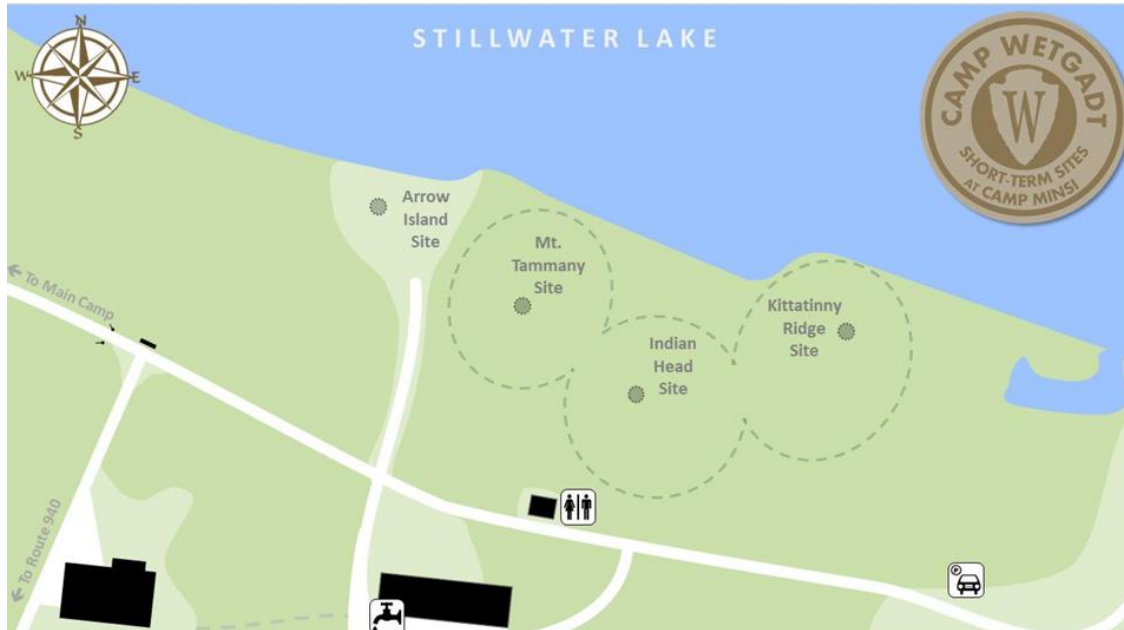 N
W
E
S
STILLWATER LAKE
CAMP WETGADT
W
SHORT-TERM SITES
AT CAMP MINSI
Arrow
Island
Site
Mt.
Tammany
Site
Kittatinny
Ridge
Site
Indian
Head
Site
← To Main Camp
← To Route 940
P